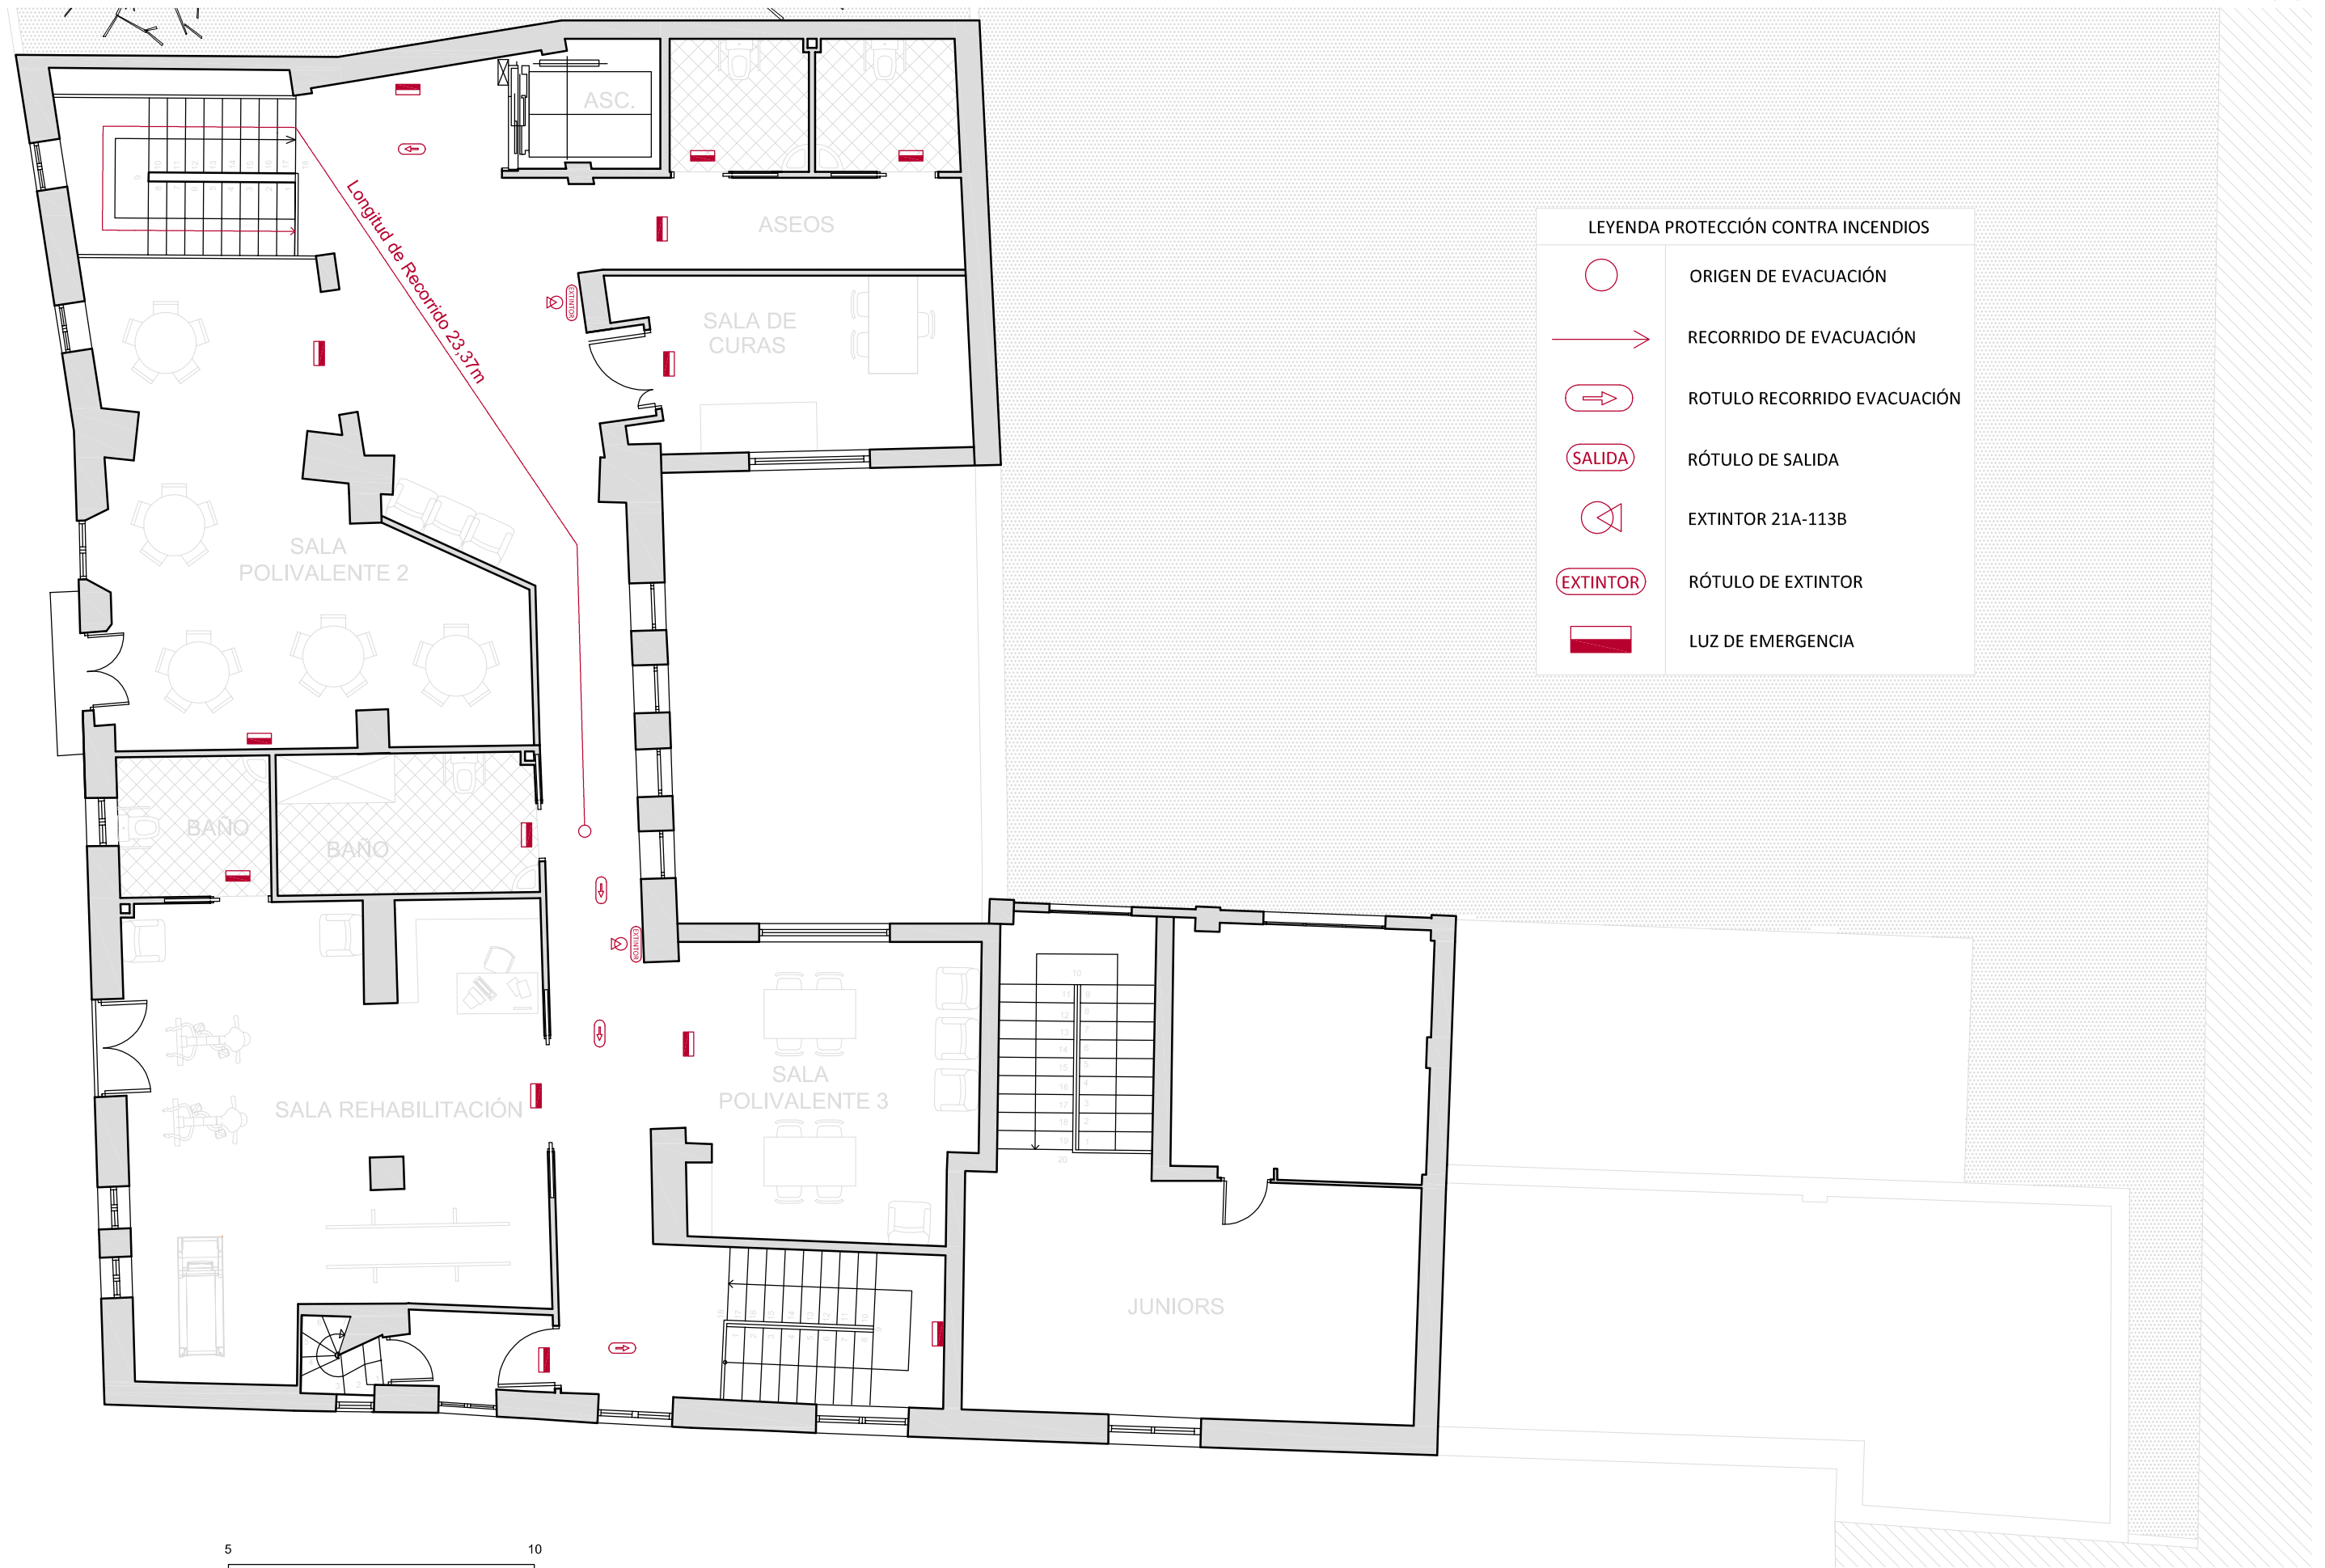 ASC.
ASEOS
Longitud de Recorrido 23,37m
EXTINTOR
SALA DE
CURAS
SALA
POLIVALENTE 2
BAÑO
BAÑO
EXTINTOR
SALA REHABILITACIÓN
SALA
POLIVALENTE 3
JUNIORS
LEYENDA PROTECCIÓN CONTRA INCENDIOS
ORIGEN DE EVACUACIÓN
RECORRIDO DE EVACUACIÓN
ROTULO RECORRIDO EVACUACIÓN
SALIDA RÓTULO DE SALIDA
EXTINTOR 21A-113B
EXTINTOR RÓTULO DE EXTINTOR
LUZ DE EMERGENCIA
5 10